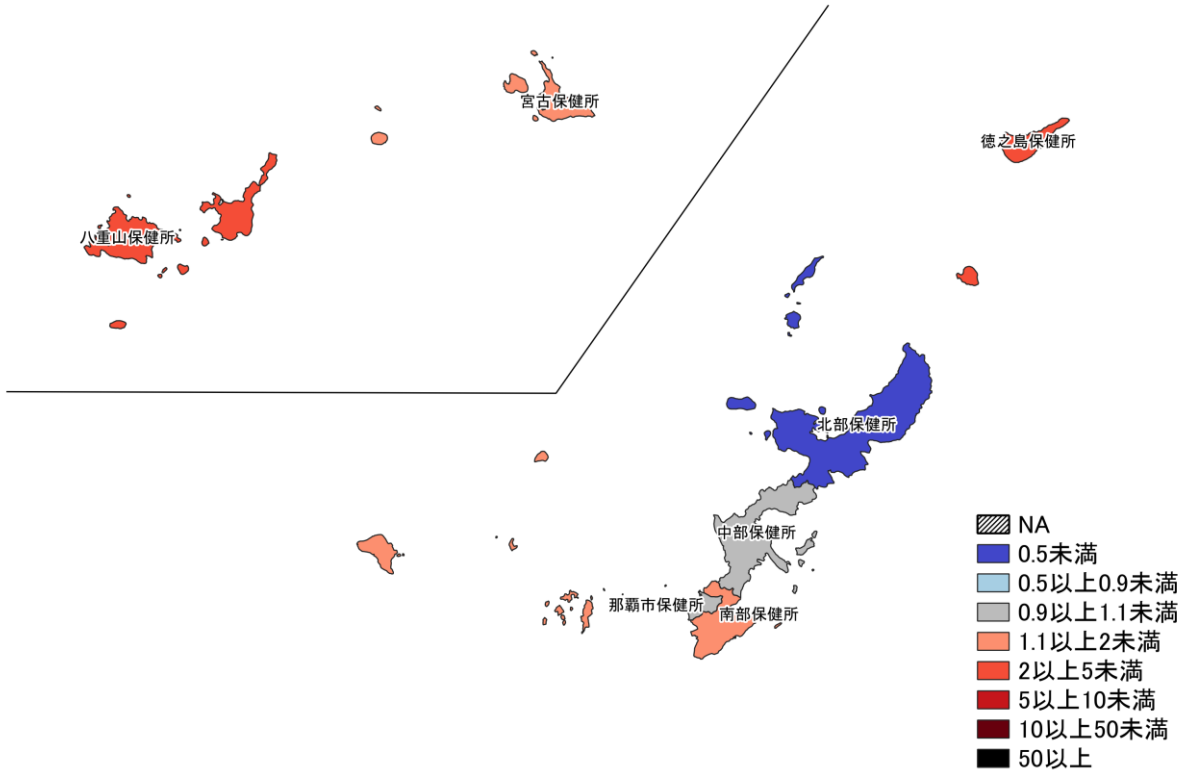 宮古保健所
徳之島保健所
八重山保健所
北部保健所
中部保健所
那覇市保健所
南部保健所
NA
0.5未満
0.5以上0.9未満
0.9以上1.1未満
1.1以上2未満
2以上5未満
5以上10未満
10以上50未満
50以上